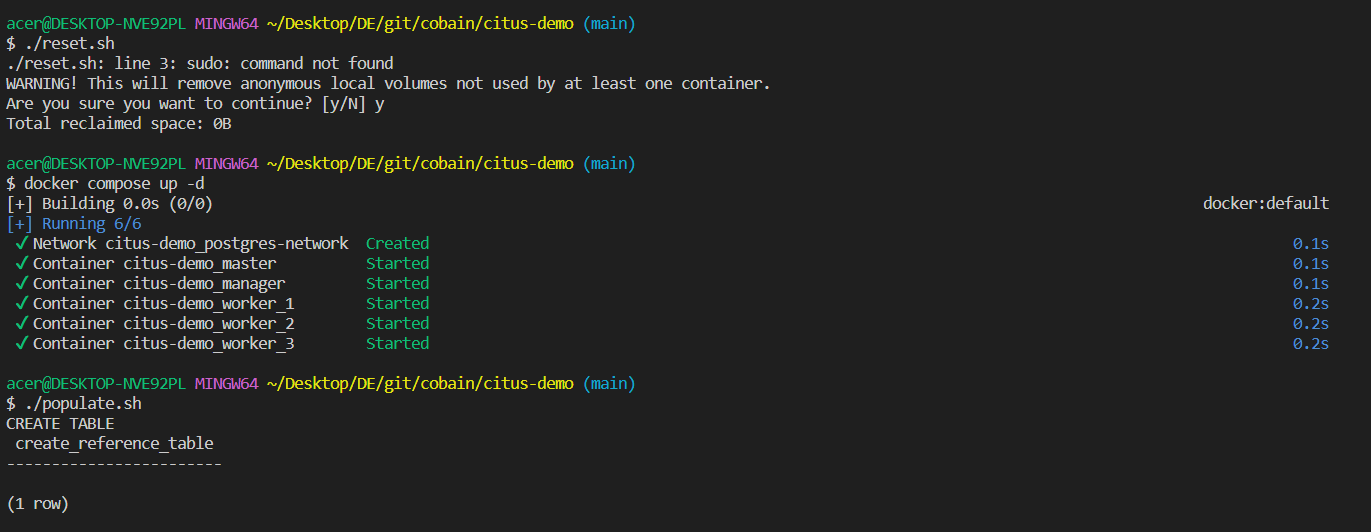 acer@DESKTOP-NVE92PL MINGW64 ~/Desktop/DE/git/cobain/citus-demo (main)
$ ./reset.sh
./reset.sh: line 3: sudo: command not found
WARNING! This will remove anonymous local volumes not used by at least one container.
Are you sure you want to continue? [y/N] y
Total reclaimed space: 0B
acer@DESKTOP-NVE92PL MINGW64 ~/Desktop/DE/git/cobain/citus-demo (main)
$ docker compose up -d
[+] Building 0.0s (0/0) docker:default
[+] Running 6/6
✓ Network citus-demo_postgres-network Created 0.1s
✓ Container citus-demo_master Started 0.1s
✓ Container citus-demo_manager Started 0.1s
✓ Container citus-demo_worker_1 Started 0.2s
✓ Container citus-demo_worker_2 Started 0.2s
✓ Container citus-demo_worker_3 Started 0.2s
acer@DESKTOP-NVE92PL MINGW64 ~/Desktop/DE/git/cobain/citus-demo (main)
$ ./populate.sh
CREATE TABLE
create_reference_table
------------------------
(1 row)